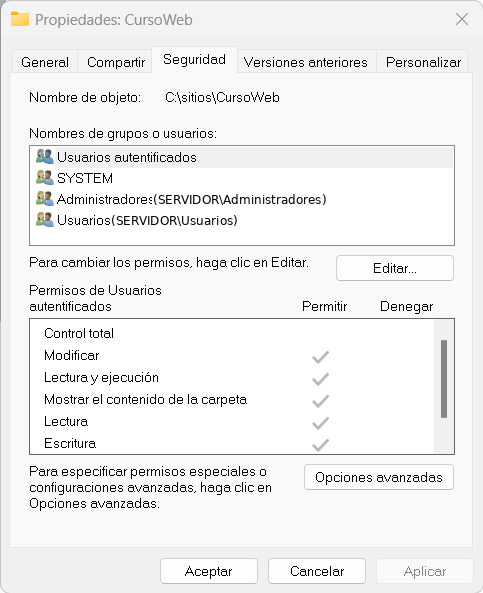 Propiedades: CursoWeb
General Compartir Seguridad Versiones anteriores Personalizar
Nombre de objeto: C:\sitios\CursoWeb
Nombres de grupos o usuarios:
Usuarios autentificados
SYSTEM
Administradores(SERVIDOR\Administradores)
Usuarios(SERVIDOR\Usuarios)
Para cambiar los permisos, haga clic en Editar. Editar...
Permisos de Usuarios
autentificados Permitir Denegar
Control total
Modificar
Lectura y ejecución
Mostrar el contenido de la carpeta
Lectura
Escritura
Para especificar permisos especiales o
configuraciones avanzadas, haga clic en
Opciones avanzadas.
Opciones avanzadas
Aceptar Cancelar Aplicar